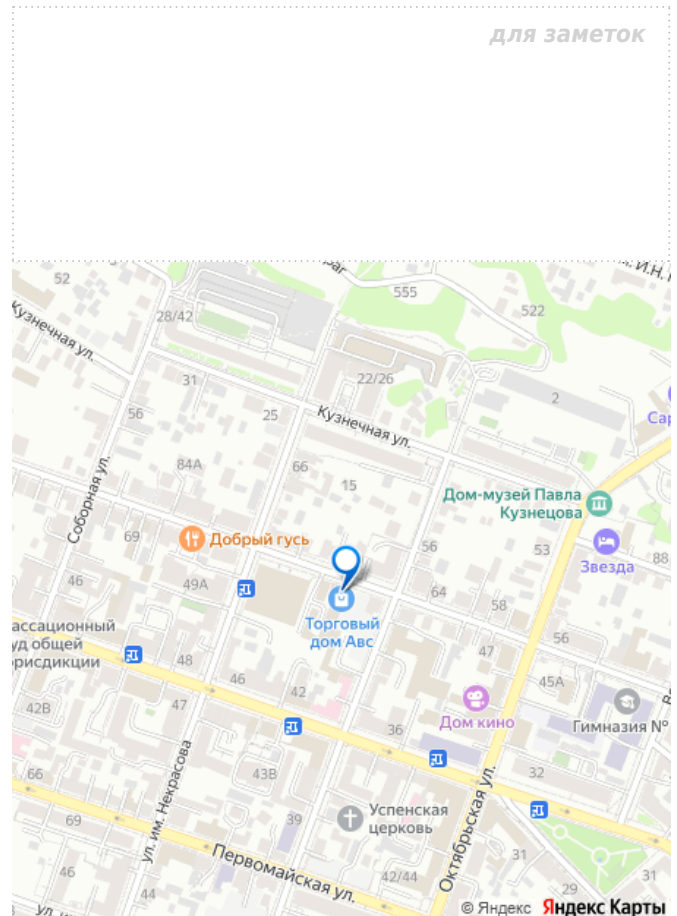 для заметок
52
555
522
28/42
Кузнечная ул.
22/26
31
2
56
25
Кузнечная ул.
Сар
84А
66
15
Соборная ул.
Дом-музей Павла
Кузнецова
69
Добрый гусь
56
53
Звезда
88
46
49А
64
58
Торговый
дом Авс
ассационный
уд общей
рисдикции
56
47
48
46
42
45А
42В
47
Дом кино
Гимназия №
36
66
43В
32
69
ул. им. Некрасова
39
Успенская
церковь
Октябрьская ул.
46
Первомайская ул.
31
44
42/44
29
31
© Яндекс Яндекс Карты